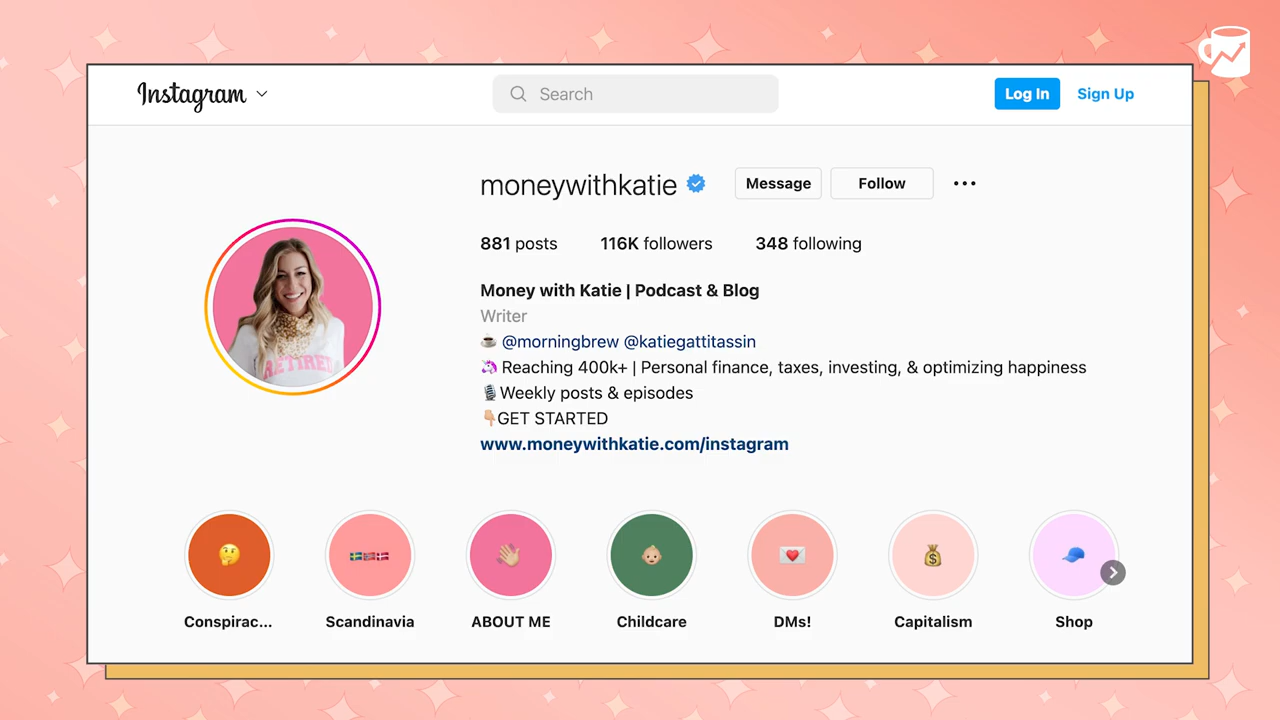 Instagram
Search
Log In
Sign Up
moneywithkatie
Message
Follow
881 posts
116K followers
348 following
Money with Katie | Podcast & Blog
Writer
@morningbrew @katiegattitassin
Reaching 400k+ | Personal finance, taxes, investing, & optimizing happiness
Weekly posts & episodes
GET STARTED
www.moneywithkatie.com/instagram
RETIRED
Conspirac...
Scandinavia
ABOUT ME
Childcare
DMs!
Capitalism
Shop